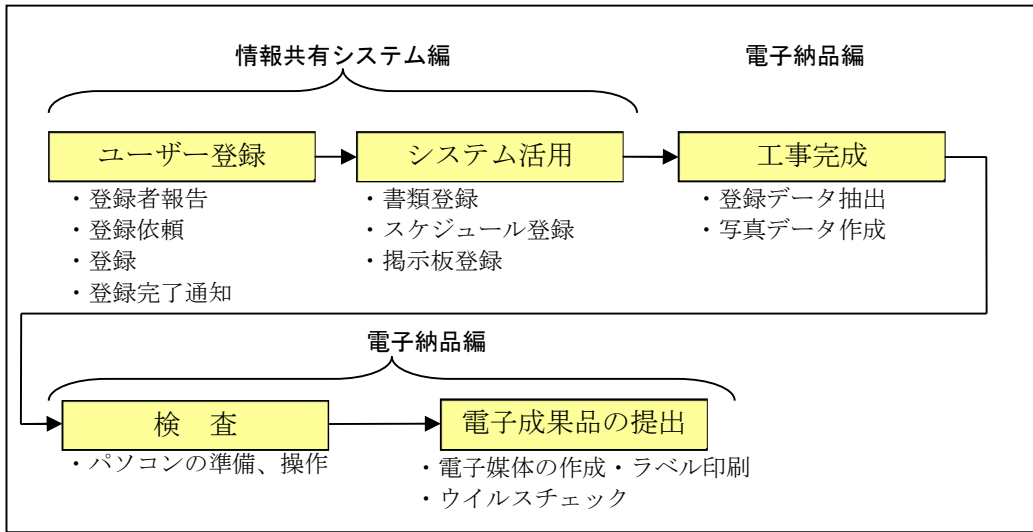 情報共有システム編
電子納品編
ユーザー登録
システム活用
工事完成
・登録者報告
・登録依頼
・登録
・登録完了通知
・書類登録
・スケジュール登録
・掲示板登録
・登録データ抽出
・写真データ作成
電子納品編
検　査
電子成果品の提出
・パソコンの準備、操作
・電子媒体の作成・ラベル印刷
・ウイルスチェック